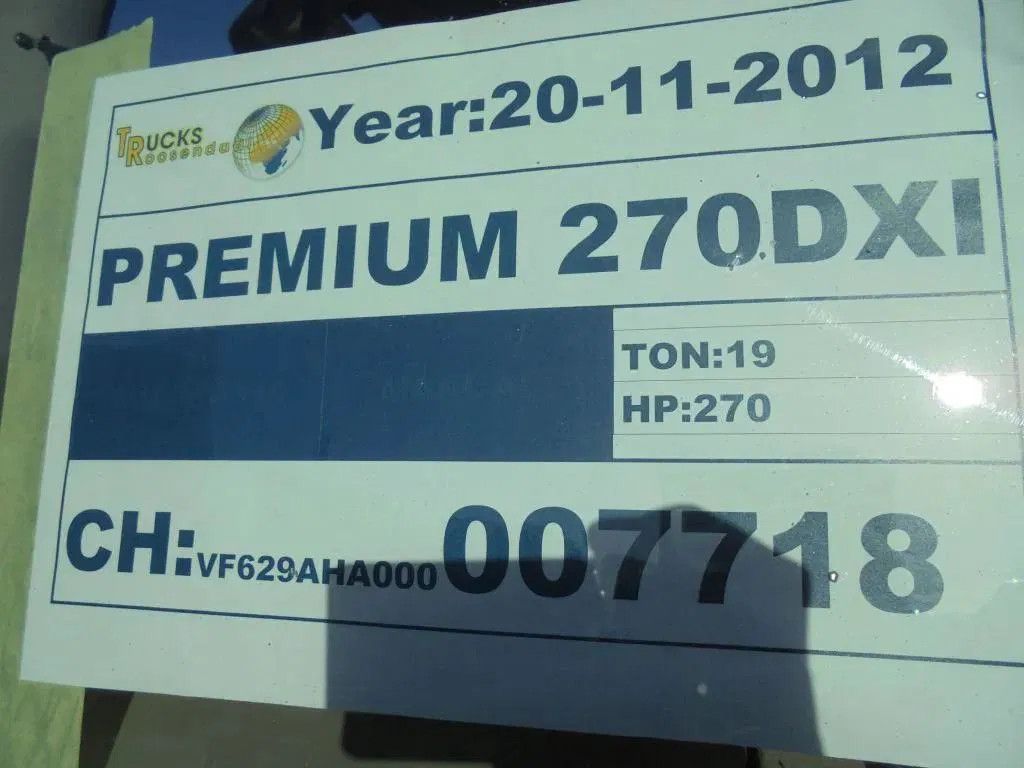 TRUCKS
Roosendaal
Year:20-11-2012
PREMIUM 270DXI
TON:19
HP:270
CH:VF629AHA000007718